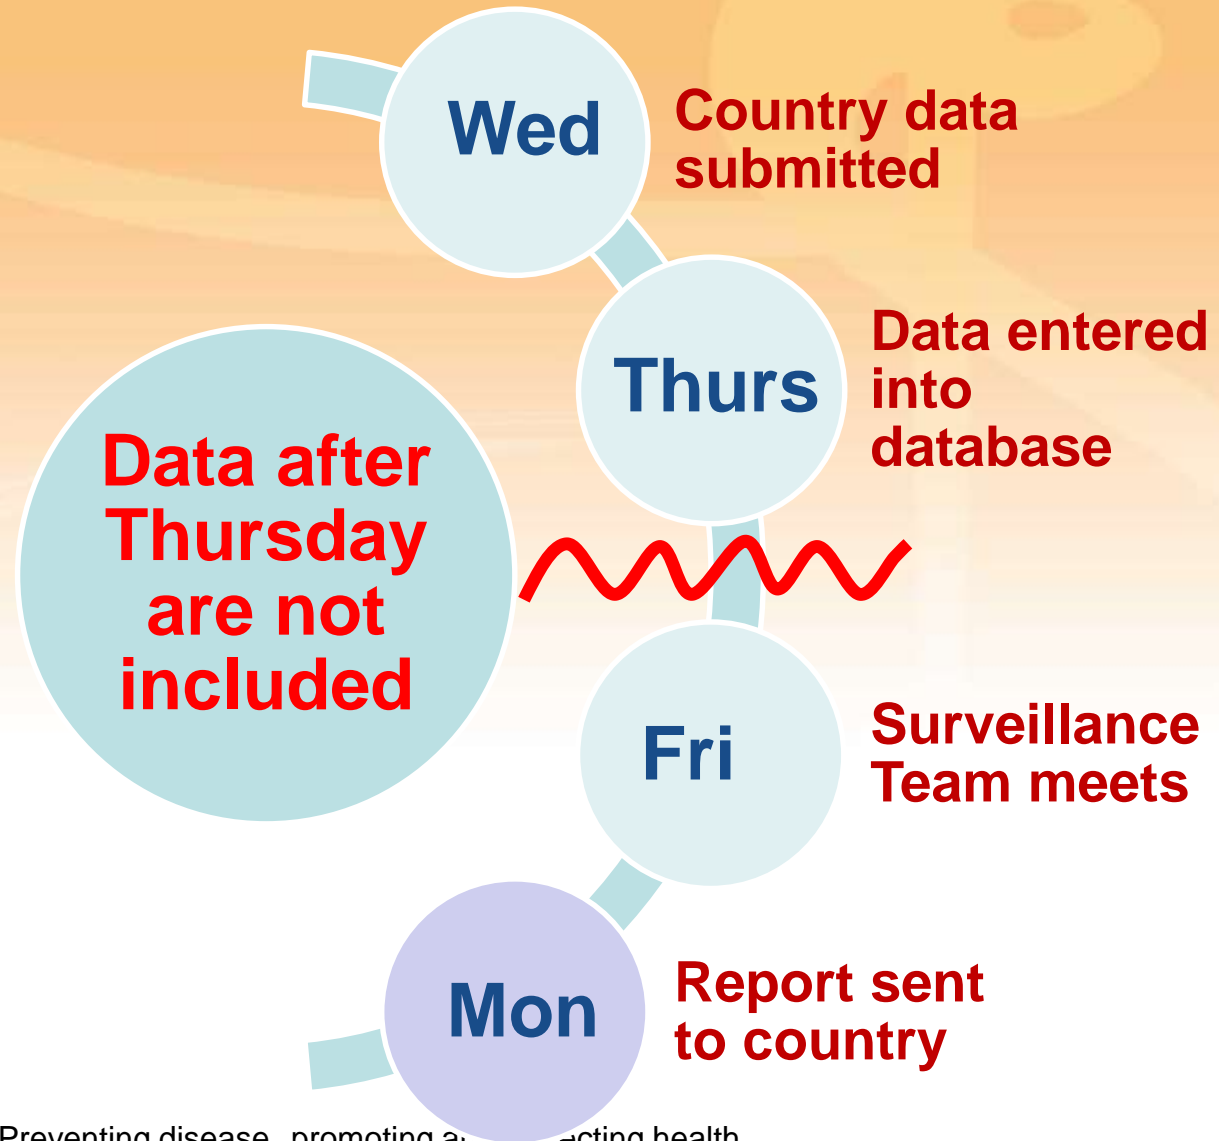 Wed
Country data
submitted
Thurs
Data entered
into
database
Data after
Thursday
are not
included
Fri
Surveillance
Team meets
Mon
Report sent
to country
Preventing disease, promoting health